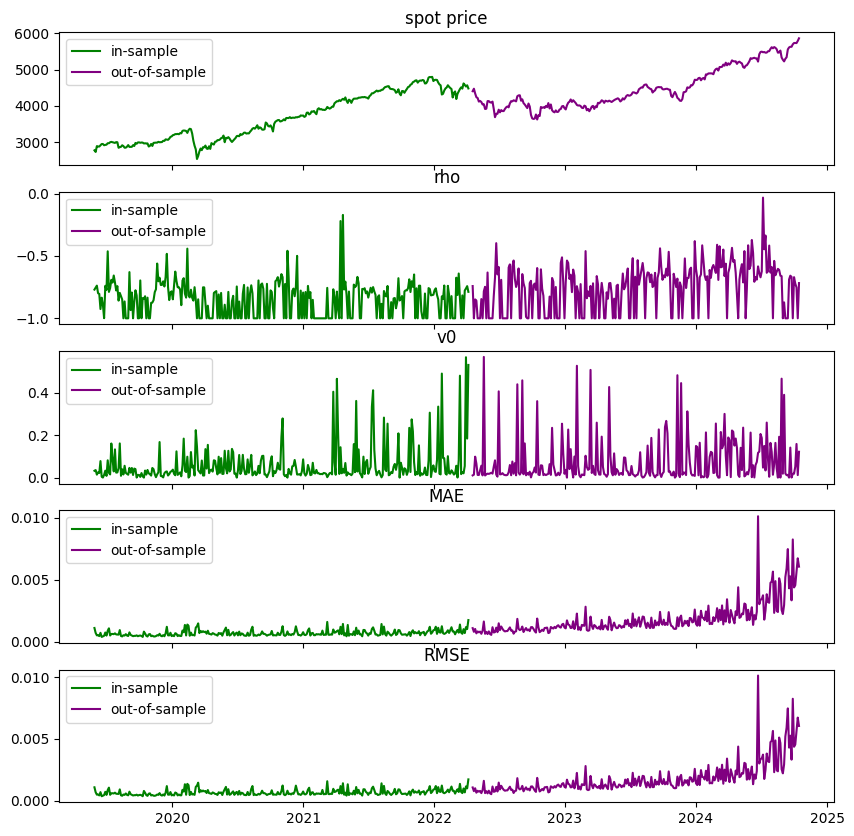 spot price
6000
5000
4000
3000
in-sample
out-of-sample
rho
0.0
−0.5
−1.0
in-sample
out-of-sample
v0
0.4
0.2
0.0
in-sample
out-of-sample
MAE
0.010
0.005
0.000
in-sample
out-of-sample
RMSE
0.010
0.005
0.000
in-sample
out-of-sample
2020 2021 2022 2023 2024 2025